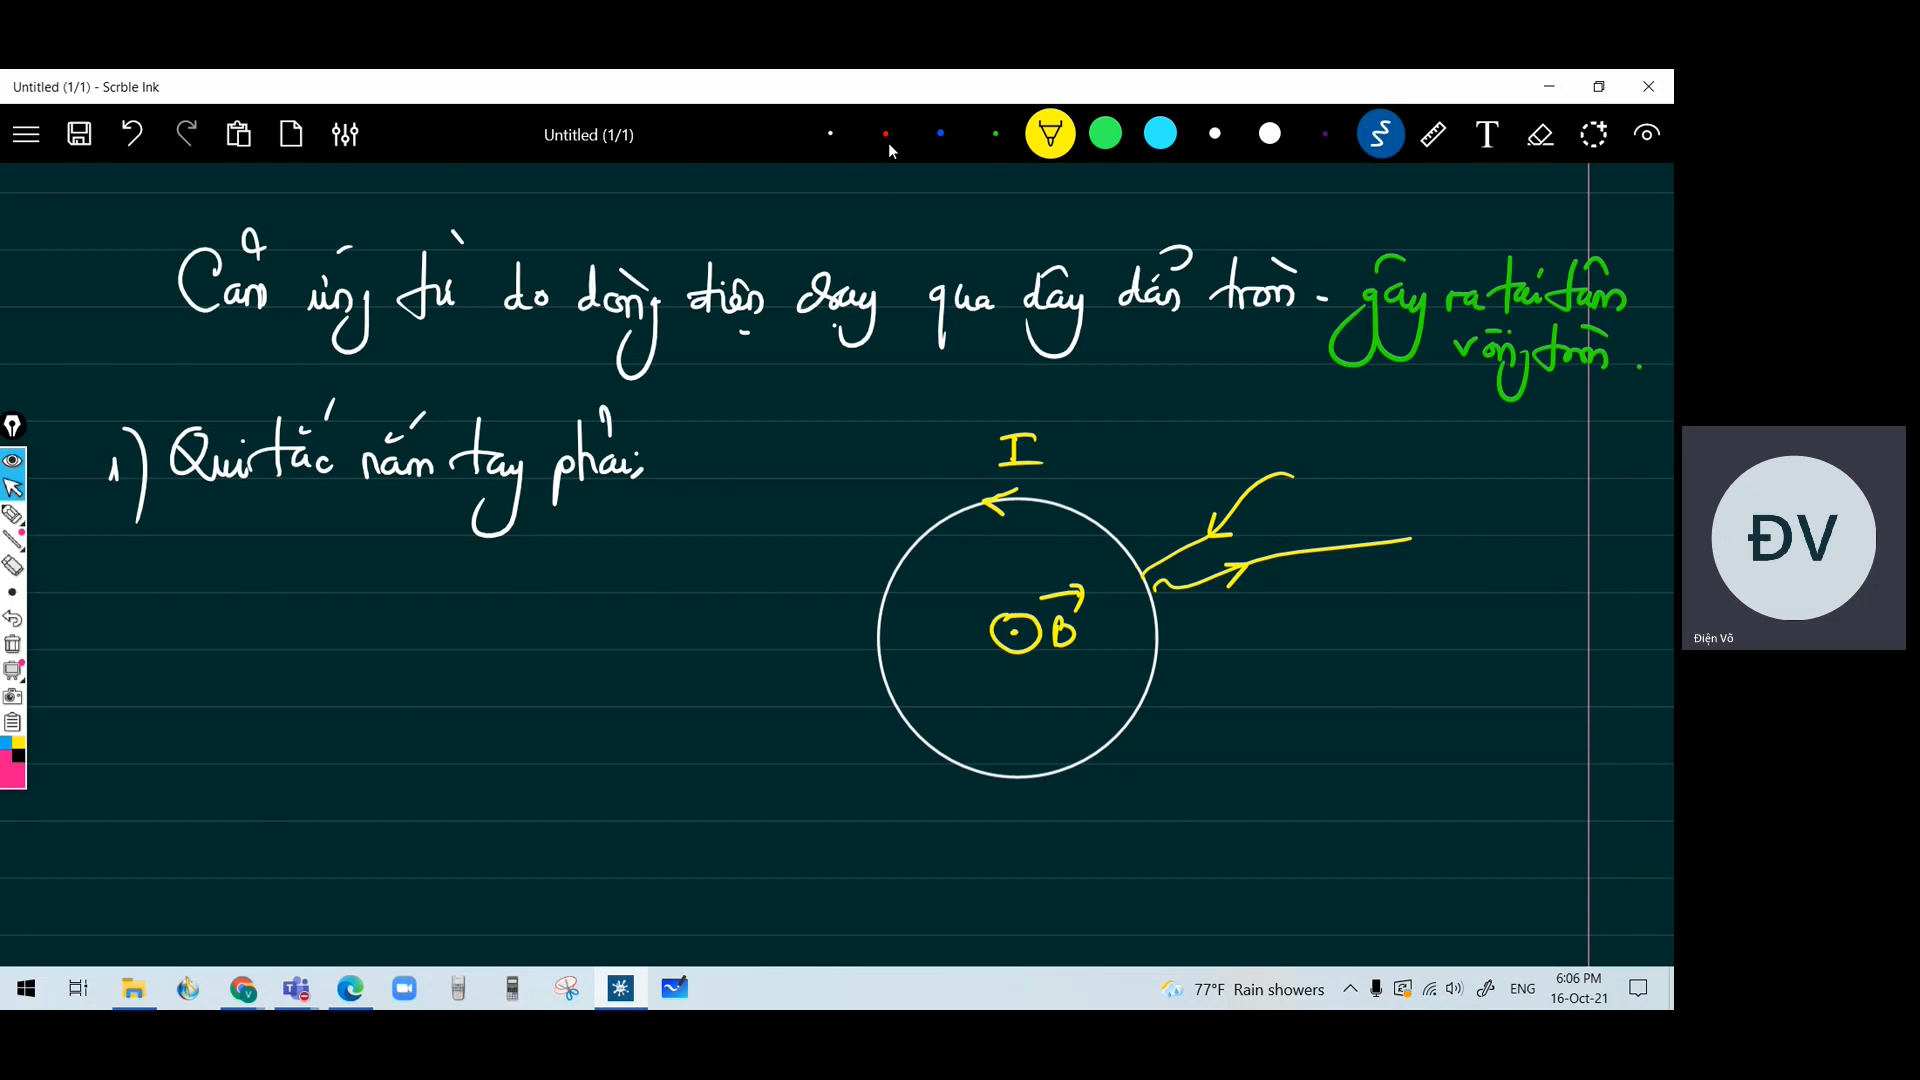 Untitled (1/1) - Scrble Ink
Untitled (1/1)
T
Cảm ứng từ do dòng điện chạy qua dây dẫn tròn. gây ra tại tâm
vòng tròn.
1) Qui tắc nắm tay phải:
I
B
ĐV
Điện Võ
77°F Rain showers
ENG
6:06 PM
16-Oct-21